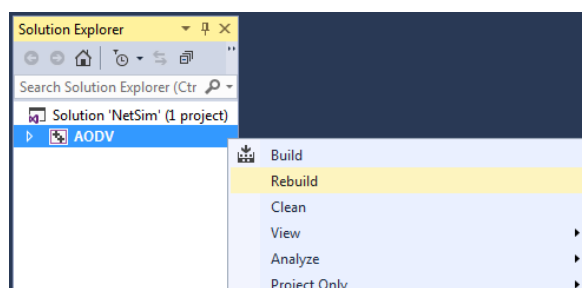 Solution Explorer
Search Solution Explorer (Ctr
Solution 'NetSim' (1 project)
AODV
Build
Rebuild
Clean
View
Analyze
Project Only